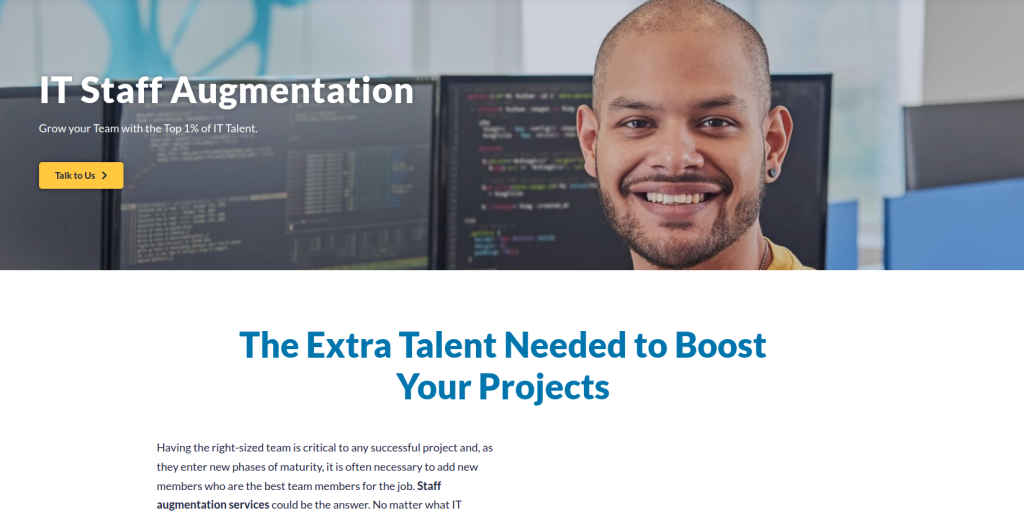 IT Staff Augmentation
Grow your Team with the Top 1% of IT Talent.
Talk to Us
The Extra Talent Needed to Boost
Your Projects
Having the right-sized team is critical to any successful project and, as
they enter new phases of maturity, it is often necessary to add new
members who are the best team members for the job. Staff
augmentation services could be the answer. No matter what IT